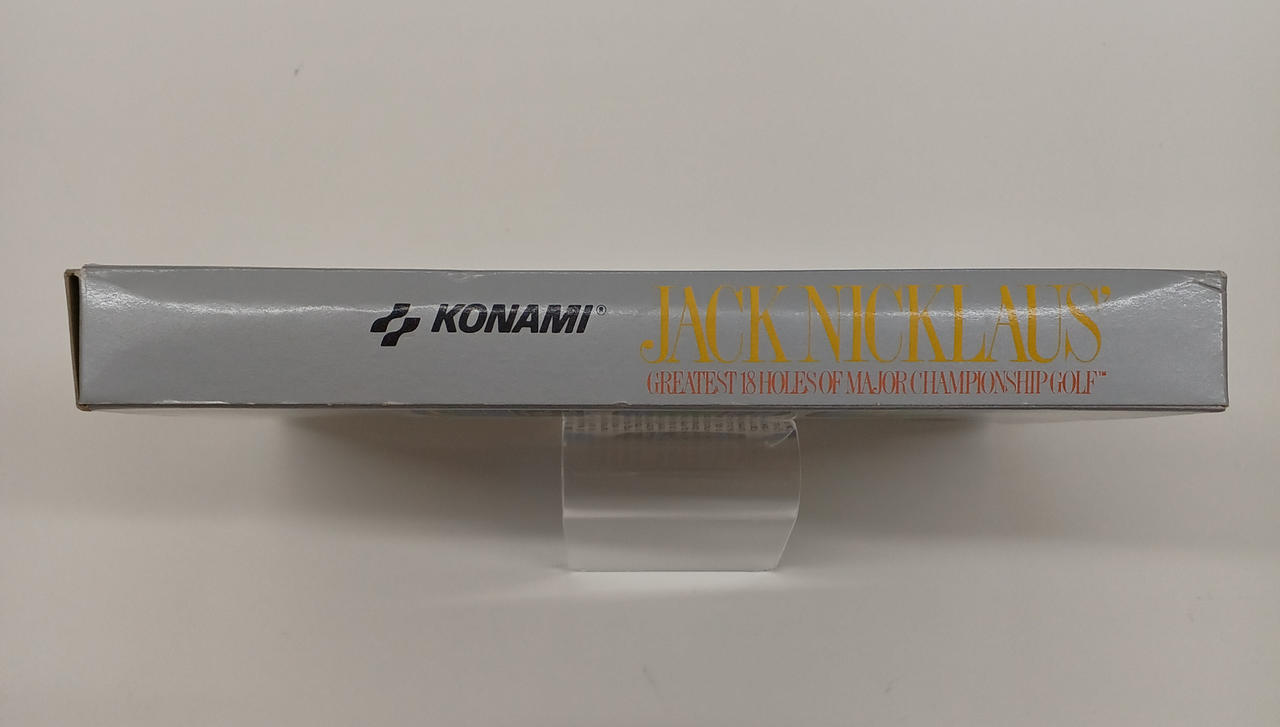 KONAMI®
JACK NICKLAUS'
GREATEST 18 HOLES OF MAJOR CHAMPIONSHIP GOLF™